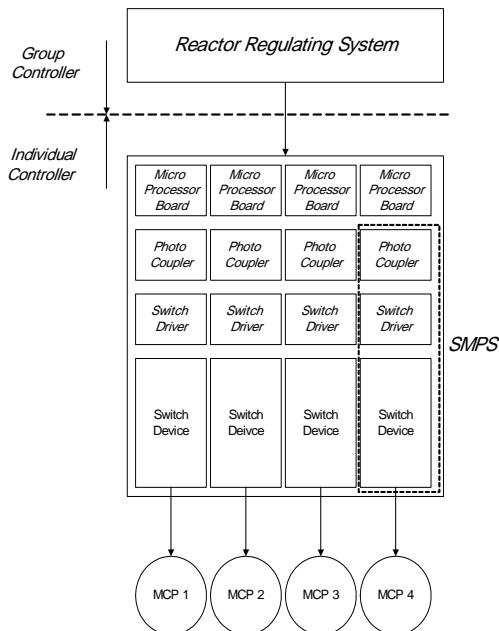 Reactor Regulating System
Group
Controller
Individual
Controller
Micro
Processor
Board
Micro
Processor
Board
Micro
Processor
Board
Micro
Processor
Board
Photo
Coupler
Photo
Coupler
Photo
Coupler
Photo
Coupler
Switch
Driver
Switch
Driver
Switch
Driver
Switch
Driver
SMPS
Switch
Device
Switch
Deivce
Switch
Device
Switch
Device
MCP 1
MCP 2
MCP 3
MCP 4